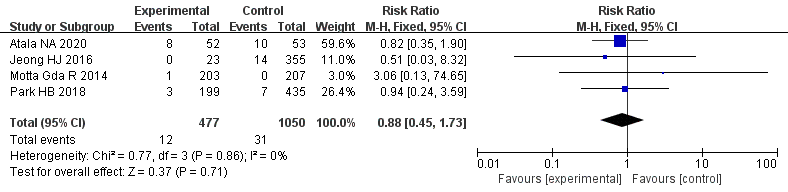 Experimental Control Risk Ratio Risk Ratio
Study or Subgroup Events Total Events Total Weight M-H, Fixed, 95% CI M-H, Fixed, 95% CI
Atala NA 2020 8 52 10 53 59.6% 0.82 [0.35, 1.90]
Jeong HJ 2016 0 23 14 355 11.0% 0.51 [0.03, 8.32]
Motta Gda R 2014 1 203 0 207 3.0% 3.06 [0.13, 74.65]
Park HB 2018 3 199 7 435 26.4% 0.94 [0.24, 3.59]
Total (95% CI) 477 1050 100.0% 0.88 [0.45, 1.73]
Total events 12 31
Heterogeneity: Chi² = 0.77, df = 3 (P = 0.86); I² = 0%
Test for overall effect: Z = 0.37 (P = 0.71)
0.01 0.1 1 10 100
Favours [experimental] Favours [control]